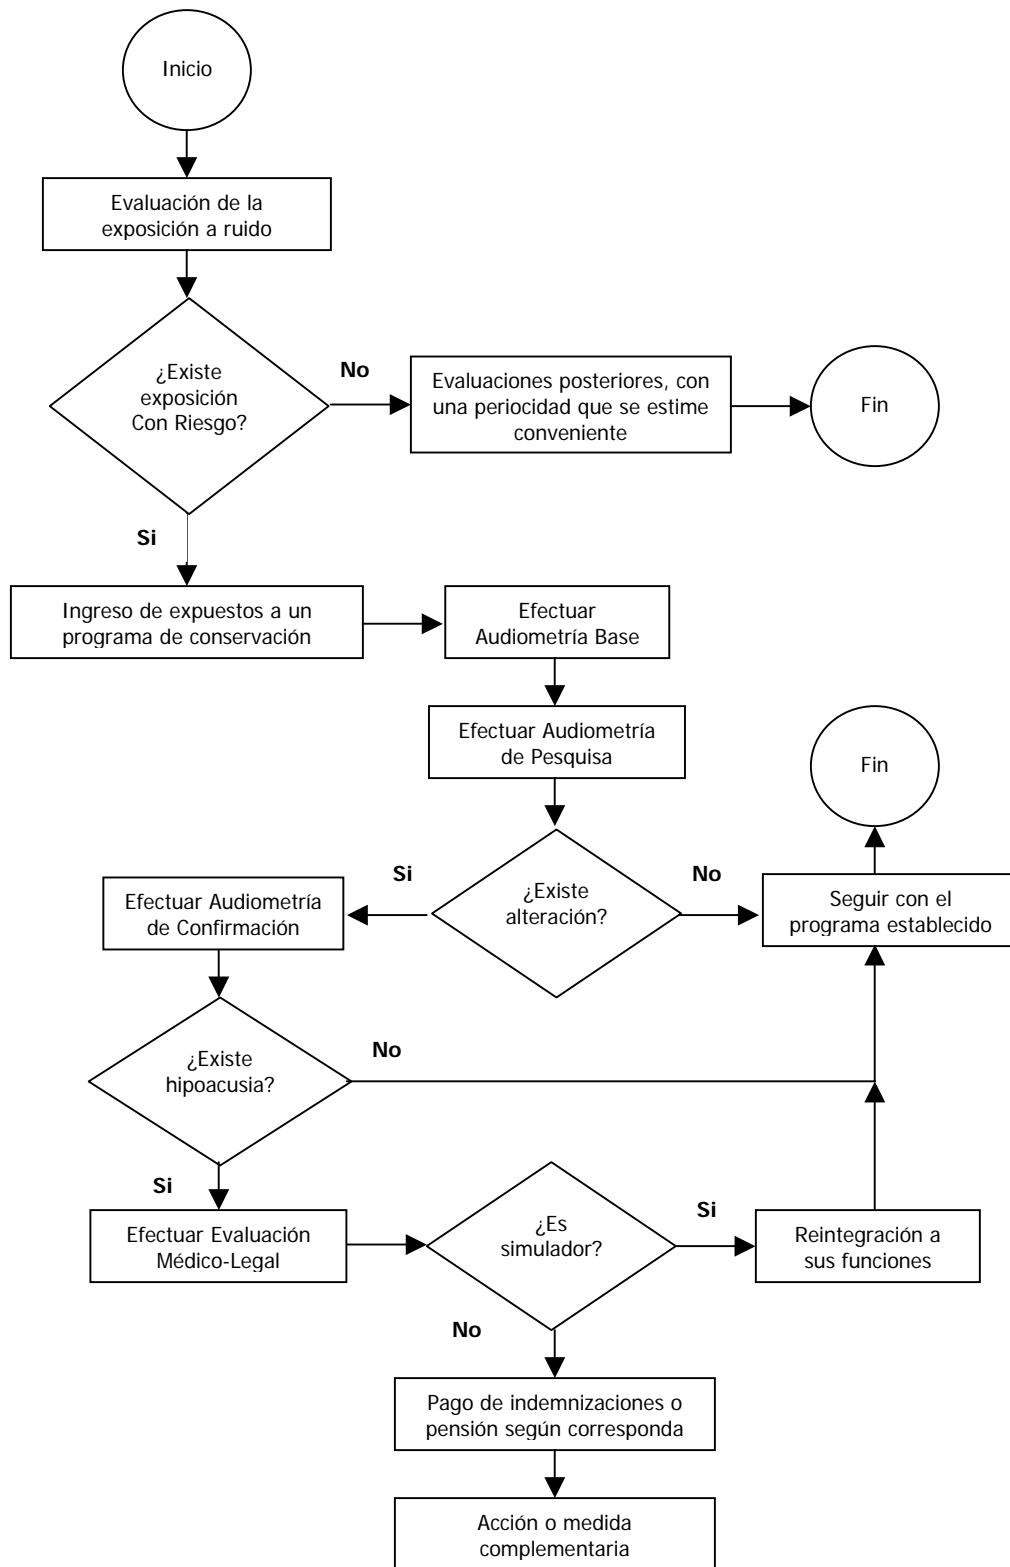 Inicio
Evaluación de la
exposición a ruido
¿Existe
exposición
Con Riesgo?
No
Evaluaciones posteriores, con
una periocidad que se estime
conveniente
Fin
Si
Ingreso de expuestos a un
programa de conservación
Efectuar
Audiometría Base
Efectuar Audiometría
de Pesquisa
Fin
¿Existe
alteración?
Si
No
Efectuar Audiometría
de Confirmación
Seguir con el
programa establecido
¿Existe
hipoacusia?
No
Si
Efectuar Evaluación
Médico-Legal
¿Es
simulador?
Si
Reintegración a
sus funciones
No
Pago de indemnizaciones o
pensión según corresponda
Acción o medida
complementaria